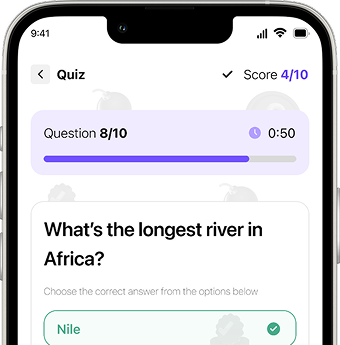 9:41
Quiz
Score 4/10
Question 8/10
0:50
What's the longest river in
Africa?
Choose the correct answer from the options below
Nile